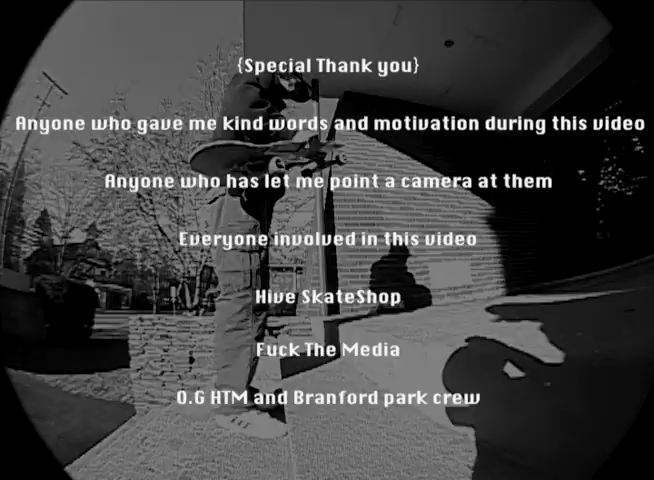 {Special Thank you}
Anyone who gave me kind words and motivation during this video
Anyone who has let me point a camera at them
Everyone involved in this video
Hive SkateShop
Fuck The Media
O.G HTM and Branford park crew